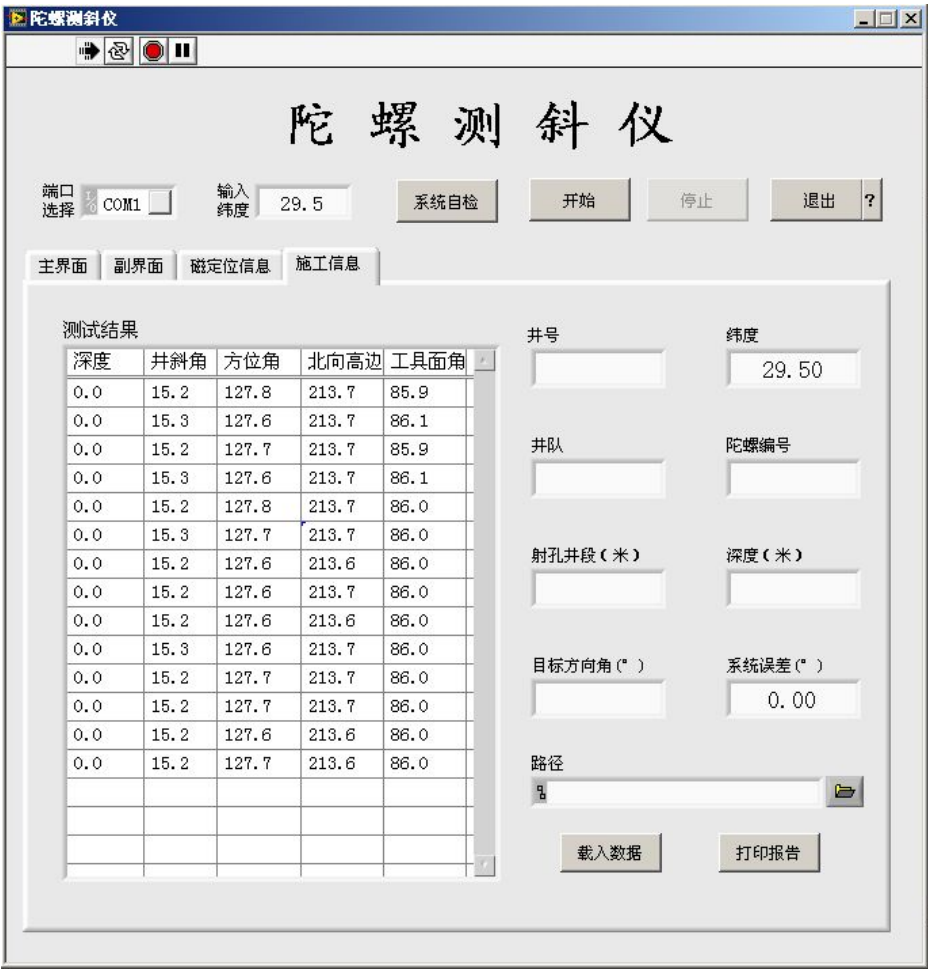 陀螺测斜仪
陀螺测斜仪
端口选择 COM1 输入纬度 29.5 系统自检 开始 停止 退出 ?
主界面 副界面 磁定位信息 施工信息
测试结果
深度 井斜角 方位角 北向高边 工具面角
0.0 15.2 127.8 213.7 85.9
0.0 15.3 127.6 213.7 86.1
0.0 15.2 127.7 213.7 85.9
0.0 15.3 127.6 213.7 86.1
0.0 15.2 127.8 213.7 86.0
0.0 15.3 127.7 213.7 86.0
0.0 15.2 127.6 213.6 86.0
0.0 15.2 127.6 213.7 86.0
0.0 15.2 127.6 213.6 86.0
0.0 15.3 127.6 213.7 86.0
0.0 15.2 127.7 213.7 86.0
0.0 15.2 127.7 213.7 86.0
0.0 15.2 127.6 213.6 86.0
0.0 15.2 127.7 213.6 86.0
井号 纬度
29.50
井队 陀螺编号
射孔井段(米) 深度(米)
目标方向角(°) 系统误差(°)
0.00
路径
载入数据 打印报告